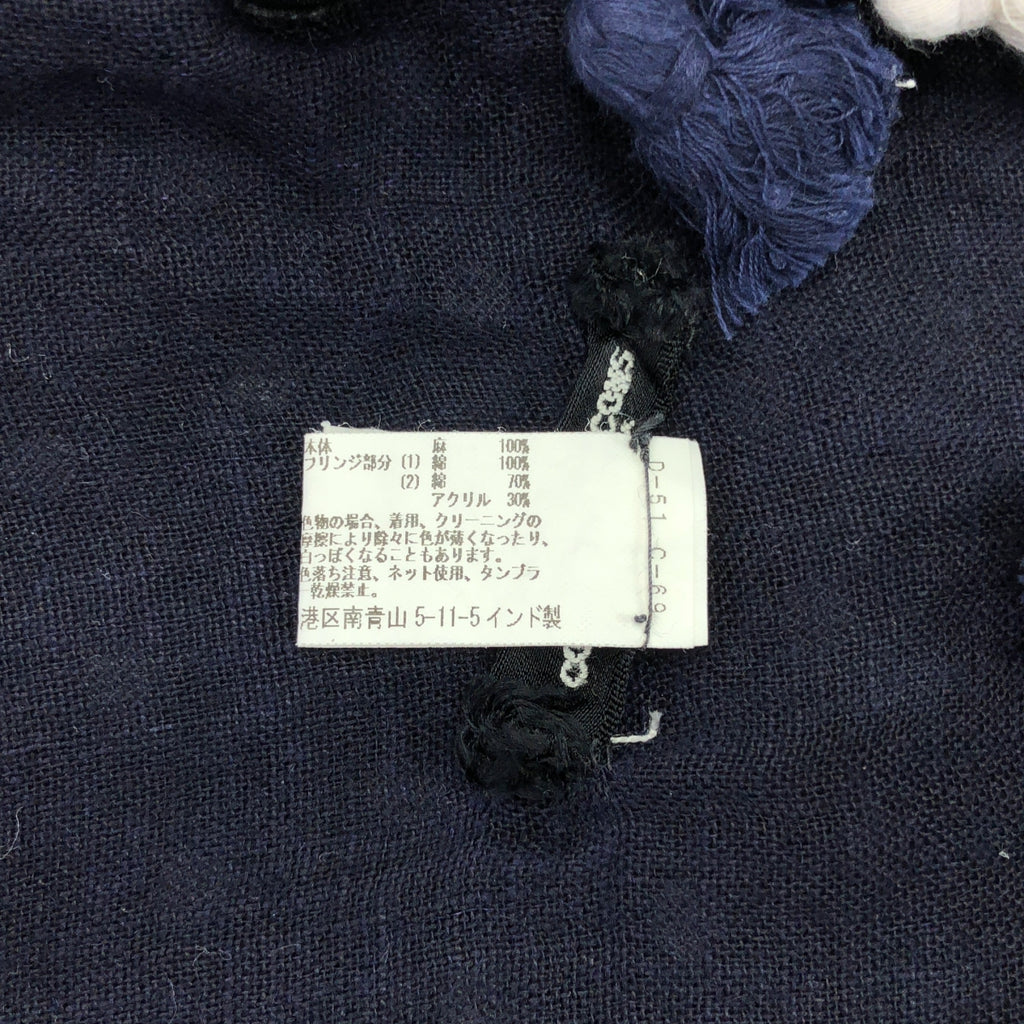 本体 麻 100%
フリンジ部分 (1) 綿 100%
(2) 綿 70%
アクリル 30%
色物の場合、着用、クリーニングの
摩擦により除々に色が薄くなったり、
白っぽくなることもあります。
色落ち注意、ネット使用、タンブラ
乾燥禁止。
港区南青山 5-11-5 インド製
D-51 C-69